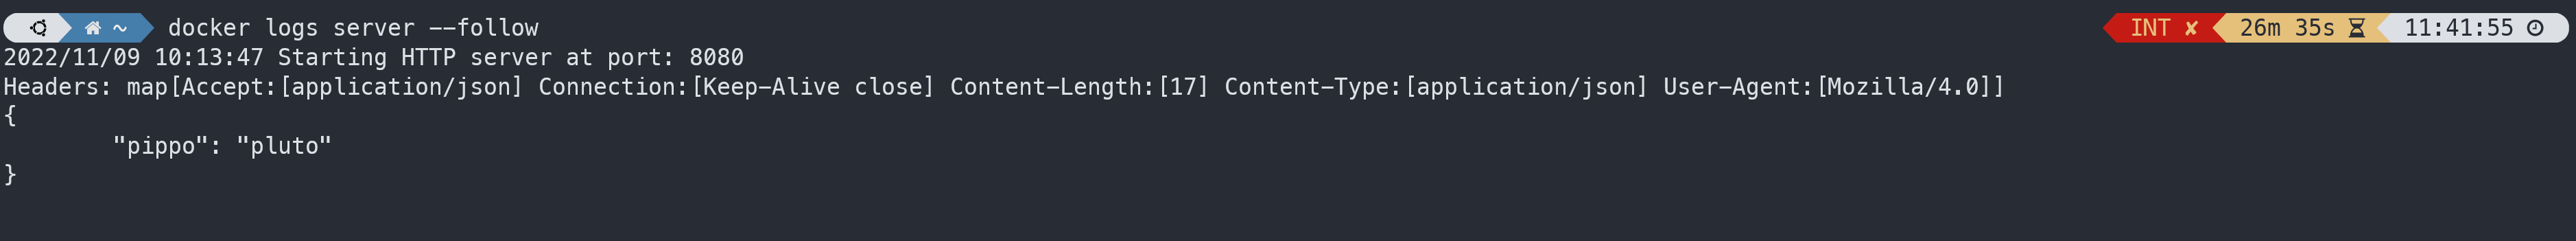 ~ docker logs server --follow INT ✘ 26m 35s 11:41:55
2022/11/09 10:13:47 Starting HTTP server at port: 8080
Headers: map[Accept:[application/json] Connection:[Keep-Alive close] Content-Length:[17] Content-Type:[application/json] User-Agent:[Mozilla/4.0]]
{
"pippo": "pluto"
}